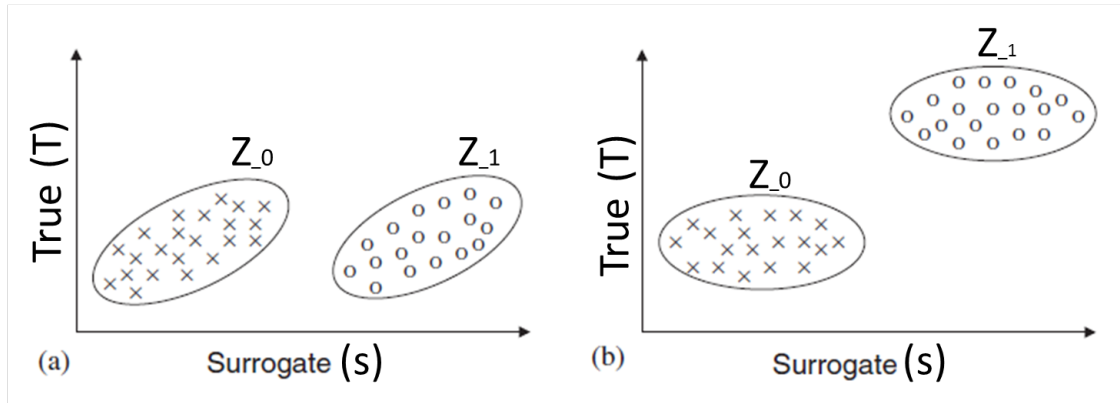 True (T)
Z_0
Z_1
(a)
Surrogate (s)
True (T)
Z_0
Z_1
(b)
Surrogate (s)